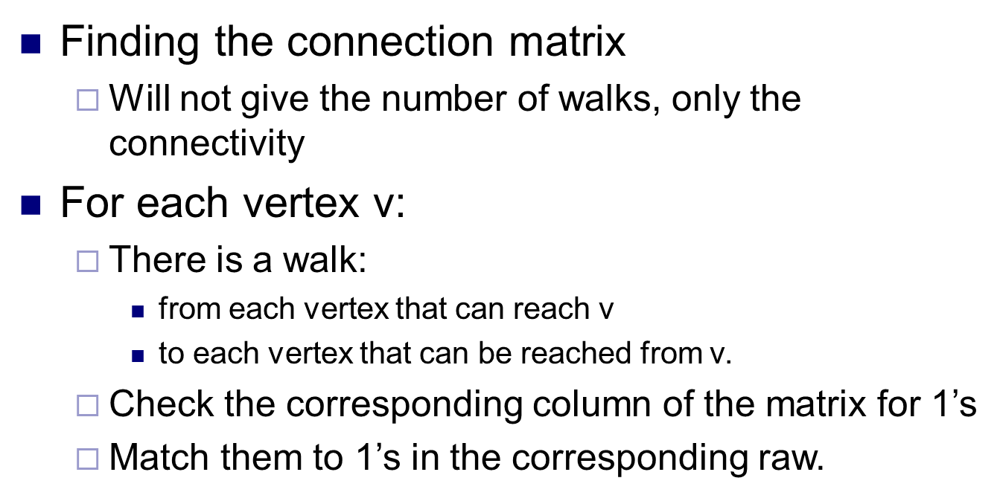 Finding the connection matrix
Will not give the number of walks, only the
connectivity
For each vertex v:
There is a walk:
from each vertex that can reach v
to each vertex that can be reached from v.
Check the corresponding column of the matrix for 1’s
Match them to 1’s in the corresponding raw.